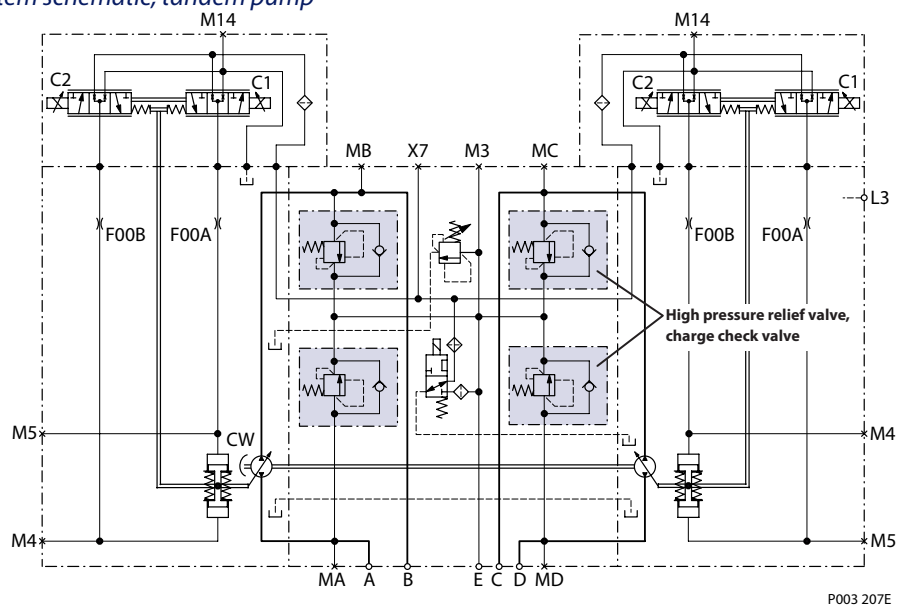 tem schematic, tandem pump
M14 M14
C2 C1 C2 C1
MB X7 M3 MC
L3
F00B F00A F00B F00A
High pressure relief valve,
charge check valve
M5 CW M4
M4 M5
MA A B E C D MD
P003 207E